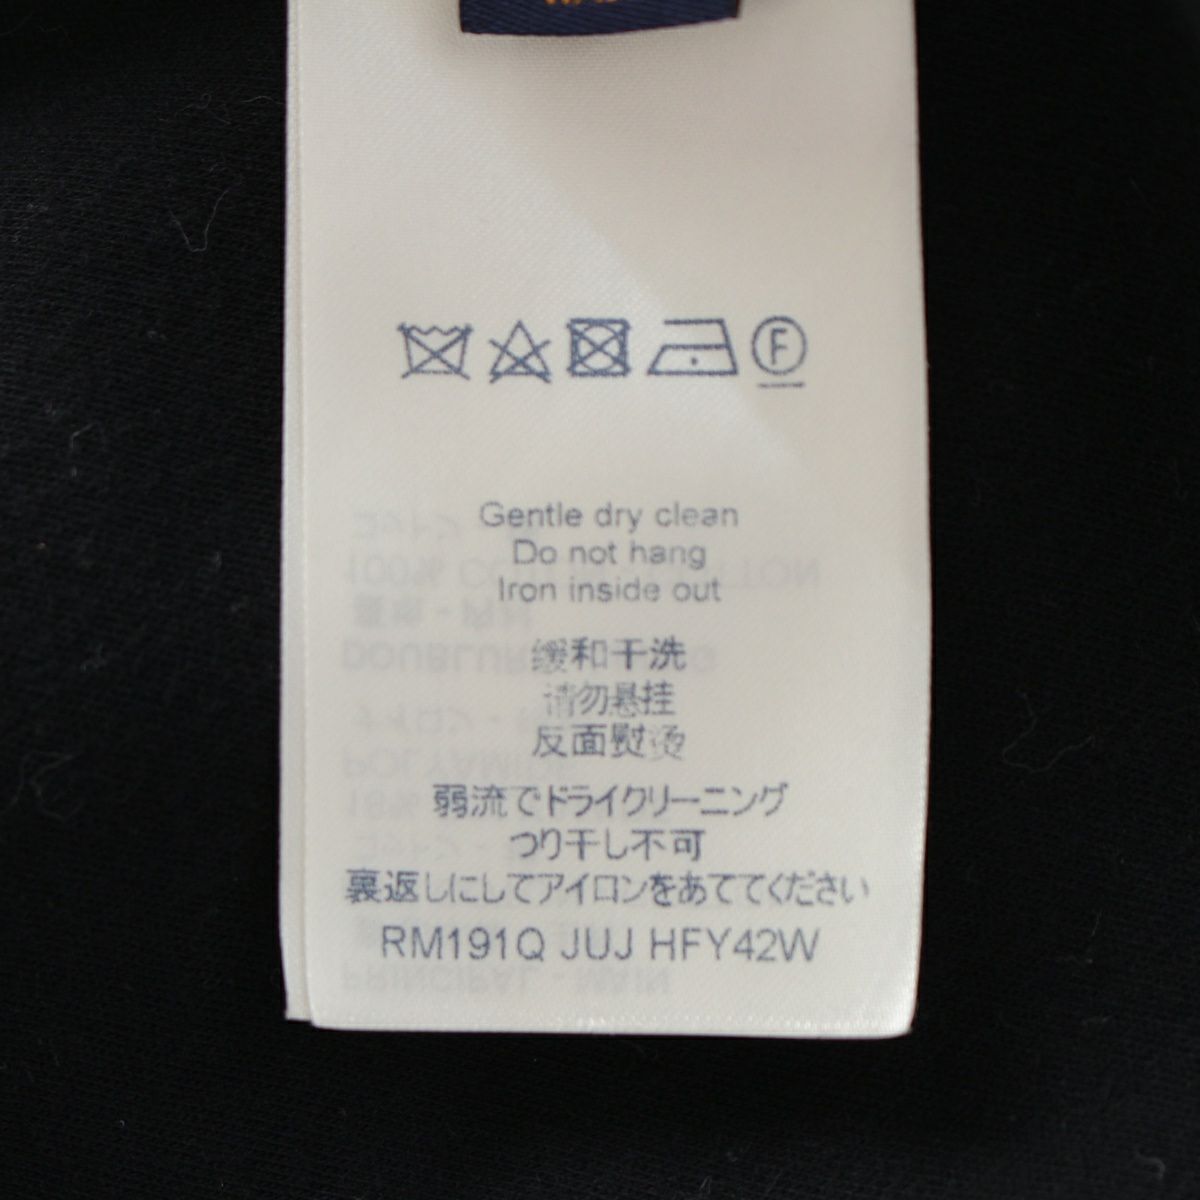 F
Gentle dry clean
Do not hang
Iron inside out
缓和干洗
请勿悬挂
反面熨烫
弱流でドライクリーニング
つり干し不可
裏返しにしてアイロンをあててください
RM191Q JUJ HFY42W